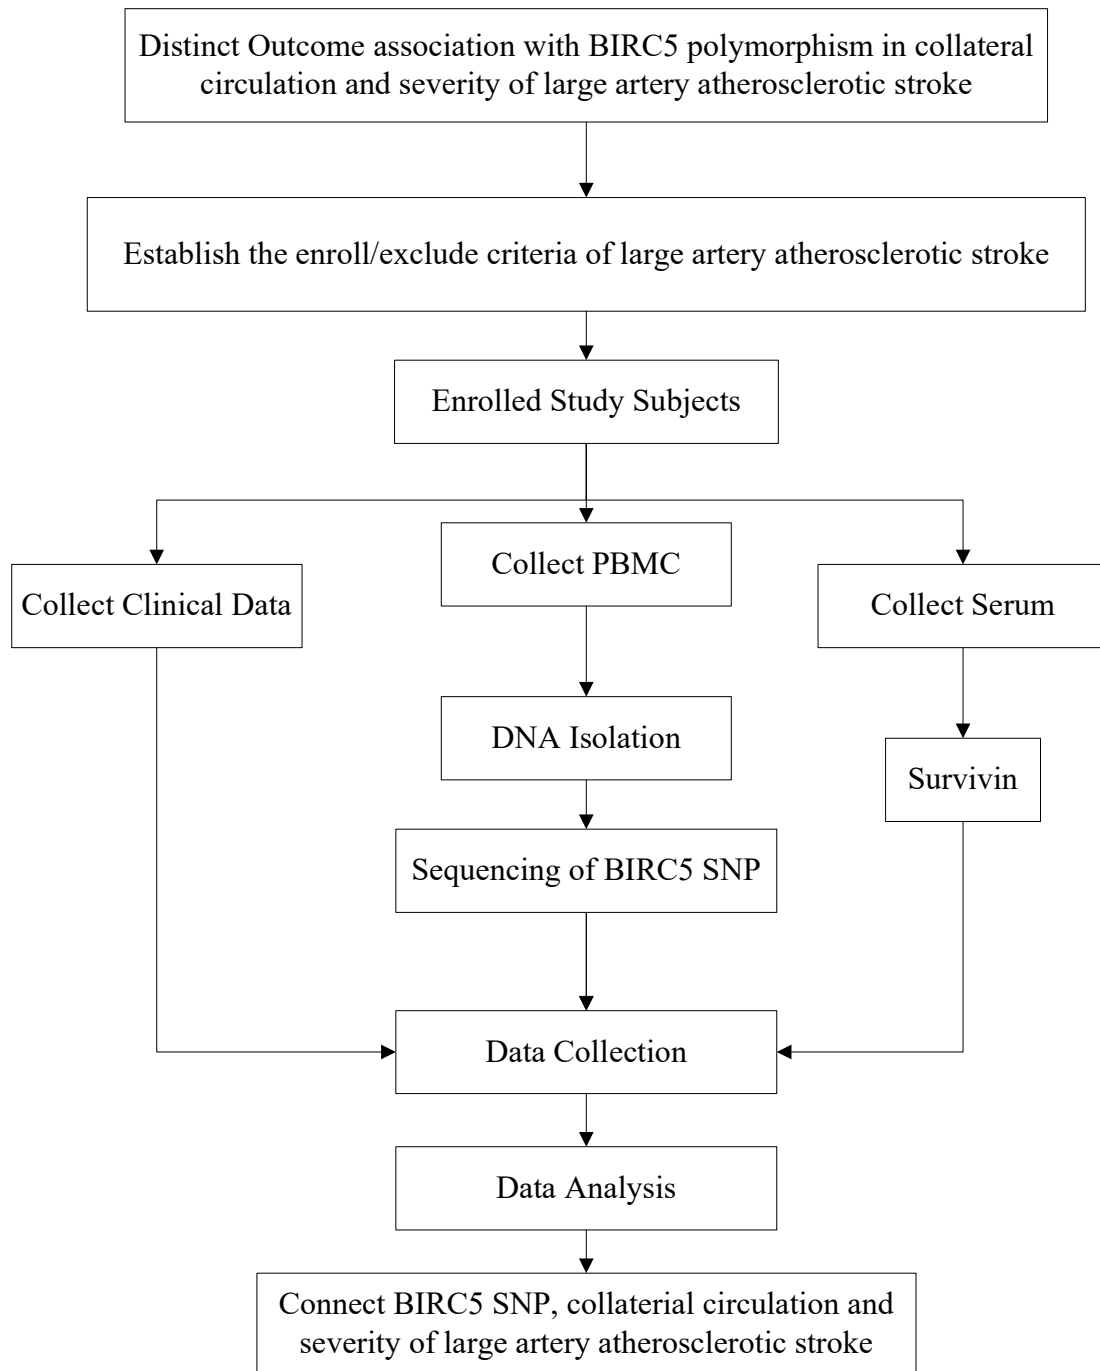 Distinct Outcome association with BIRC5 polymorphism in collateral
circulation and severity of large artery atherosclerotic stroke
Establish the enroll/exclude criteria of large artery atherosclerotic stroke
Enrolled Study Subjects
Collect Clinical Data
Collect PBMC
Collect Serum
DNA Isolation
Survivin
Sequencing of BIRC5 SNP
Data Collection
Data Analysis
Connect BIRC5 SNP, collaterial circulation and
severity of large artery atherosclerotic stroke